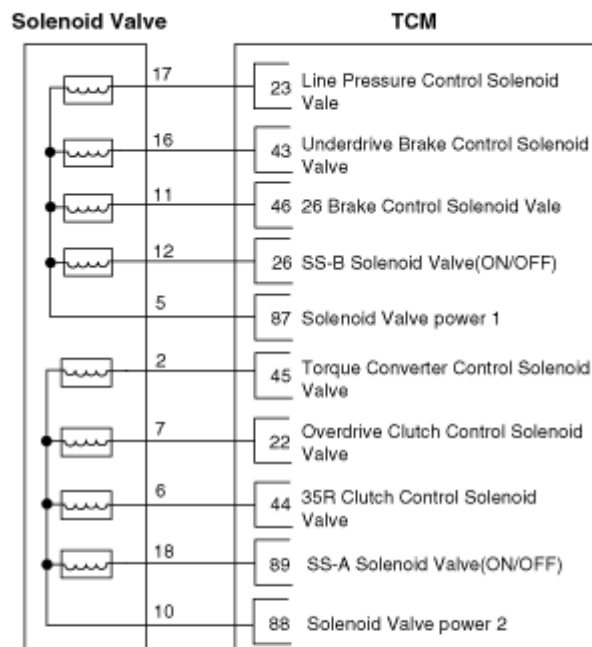 Solenoid Valve TCM
17 23 Line Pressure Control Solenoid
Vale
16 43 Underdrive Brake Control Solenoid
Valve
11 46 26 Brake Control Solenoid Vale
12 26 SS-B Solenoid Valve(ON/OFF)
5 87 Solenoid Valve power 1
2 45 Torque Converter Control Solenoid
Valve
7 22 Overdrive Clutch Control Solenoid
Valve
6 44 35R Clutch Control Solenoid
Valve
18 89 SS-A Solenoid Valve(ON/OFF)
10 88 Solenoid Valve power 2